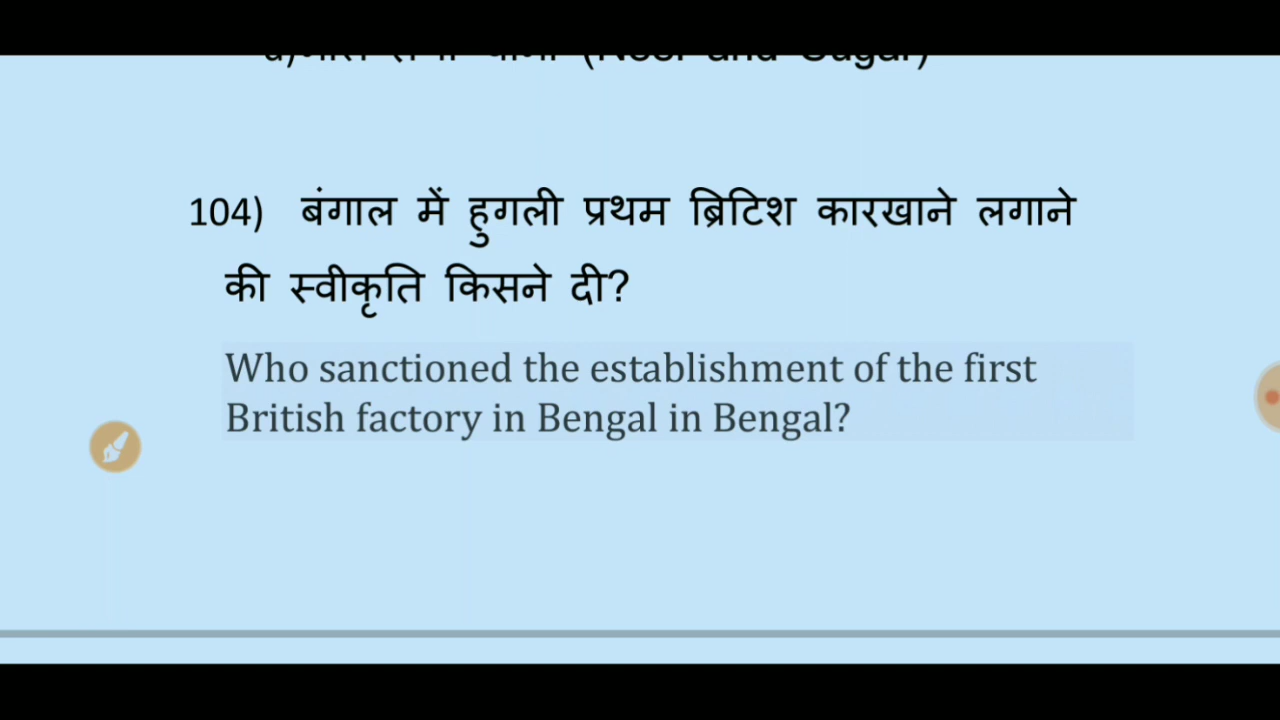 104) बंगाल में हुगली प्रथम ब्रिटिश कारखाने लगाने
की स्वीकृति किसने दी?
Who sanctioned the establishment of the first
British factory in Bengal in Bengal?